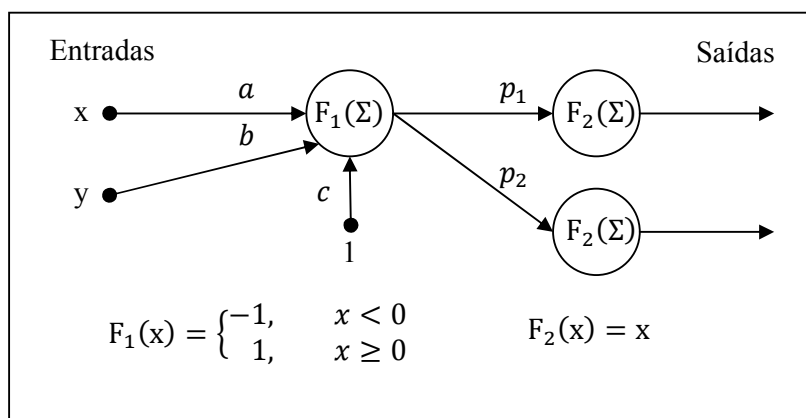 Entradas Saídas
x a F₁(Σ) p₁ F₂(Σ)
y b c p₂ F₂(Σ)
1
F₁(x) = { −1, x < 0
1, x ≥ 0
F₂(x) = x